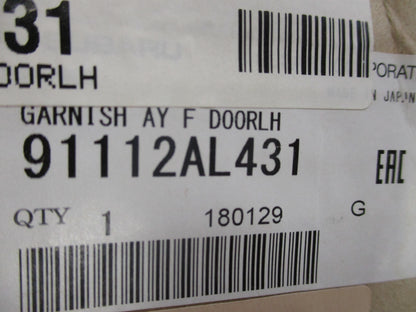 31
DOORLH
PORAT
N JAPAN
GARNISH AY F DOORLH
91112AL431
EAC
QTY 1 180129 G